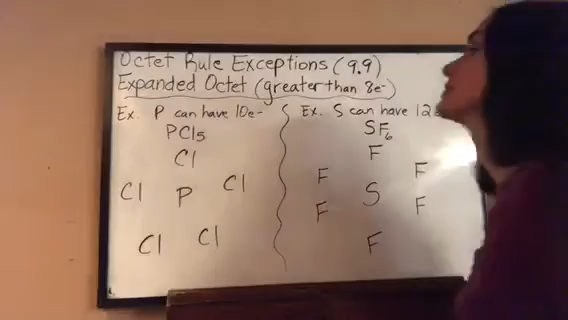 Octet Rule Exceptions (9.9)
Expanded Octet (greater than 8e-)
Ex. P can have 10e-
PCl5
Cl
Cl P Cl
Cl Cl
Ex. S can have 12
SF6
F
F F
S
F F
F